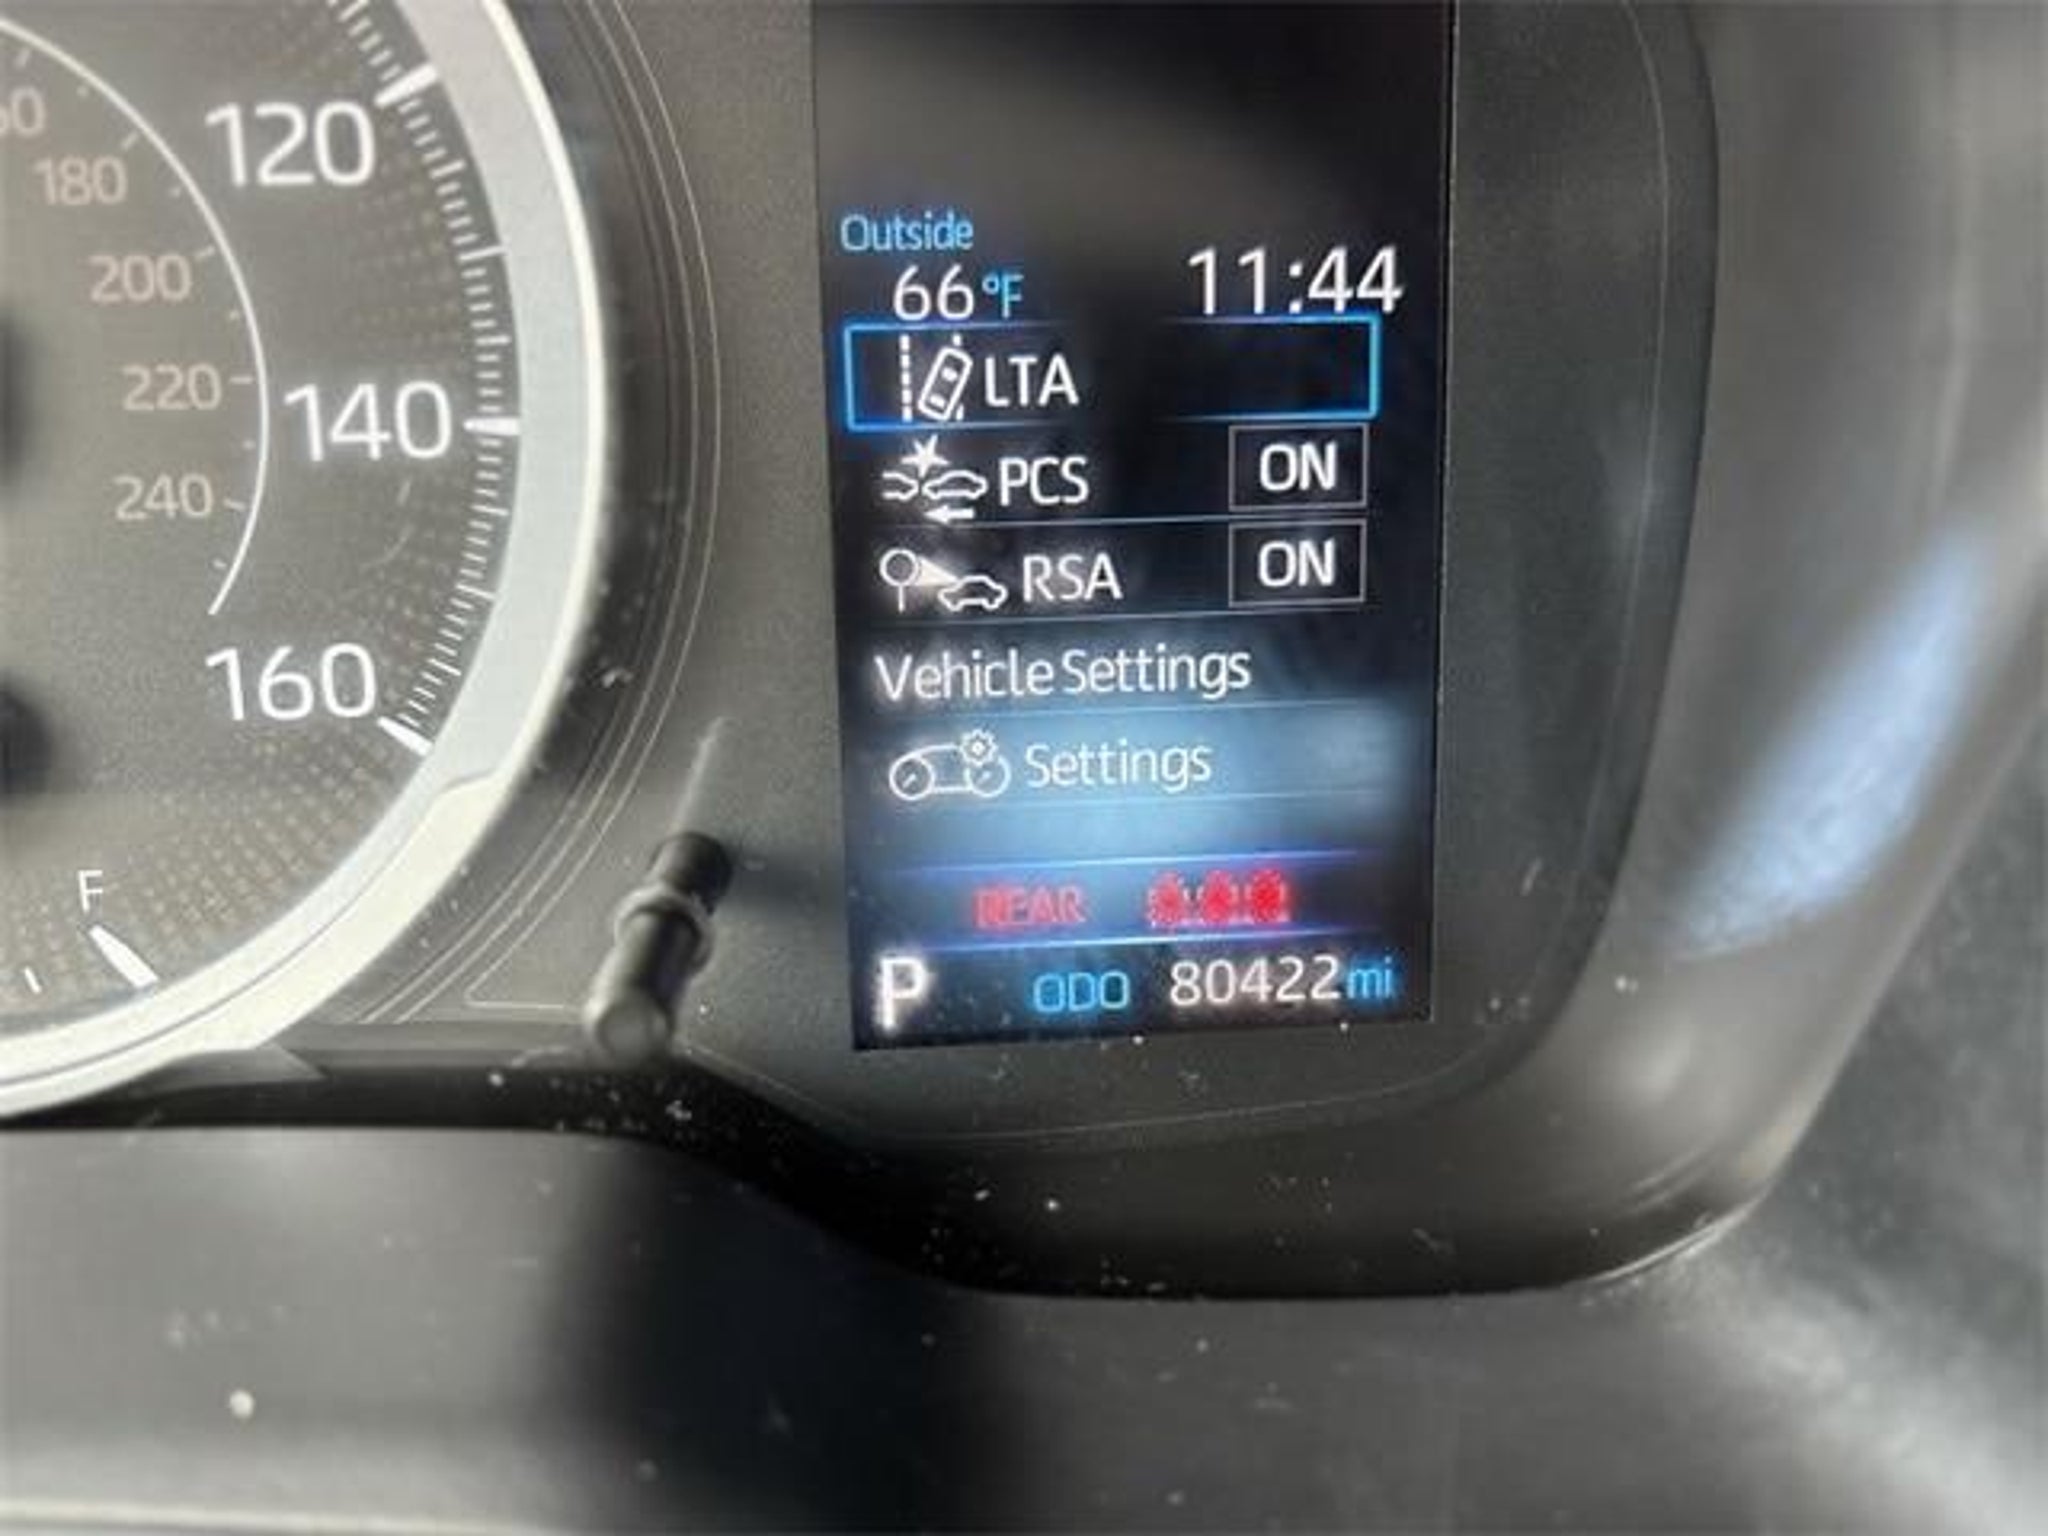 120
180
200
220
140
240
160
F
Outside
66 °F 11:44
LTA
PCS ON
RSA ON
Vehicle Settings
Settings
REAR
P ODO 80422 mi